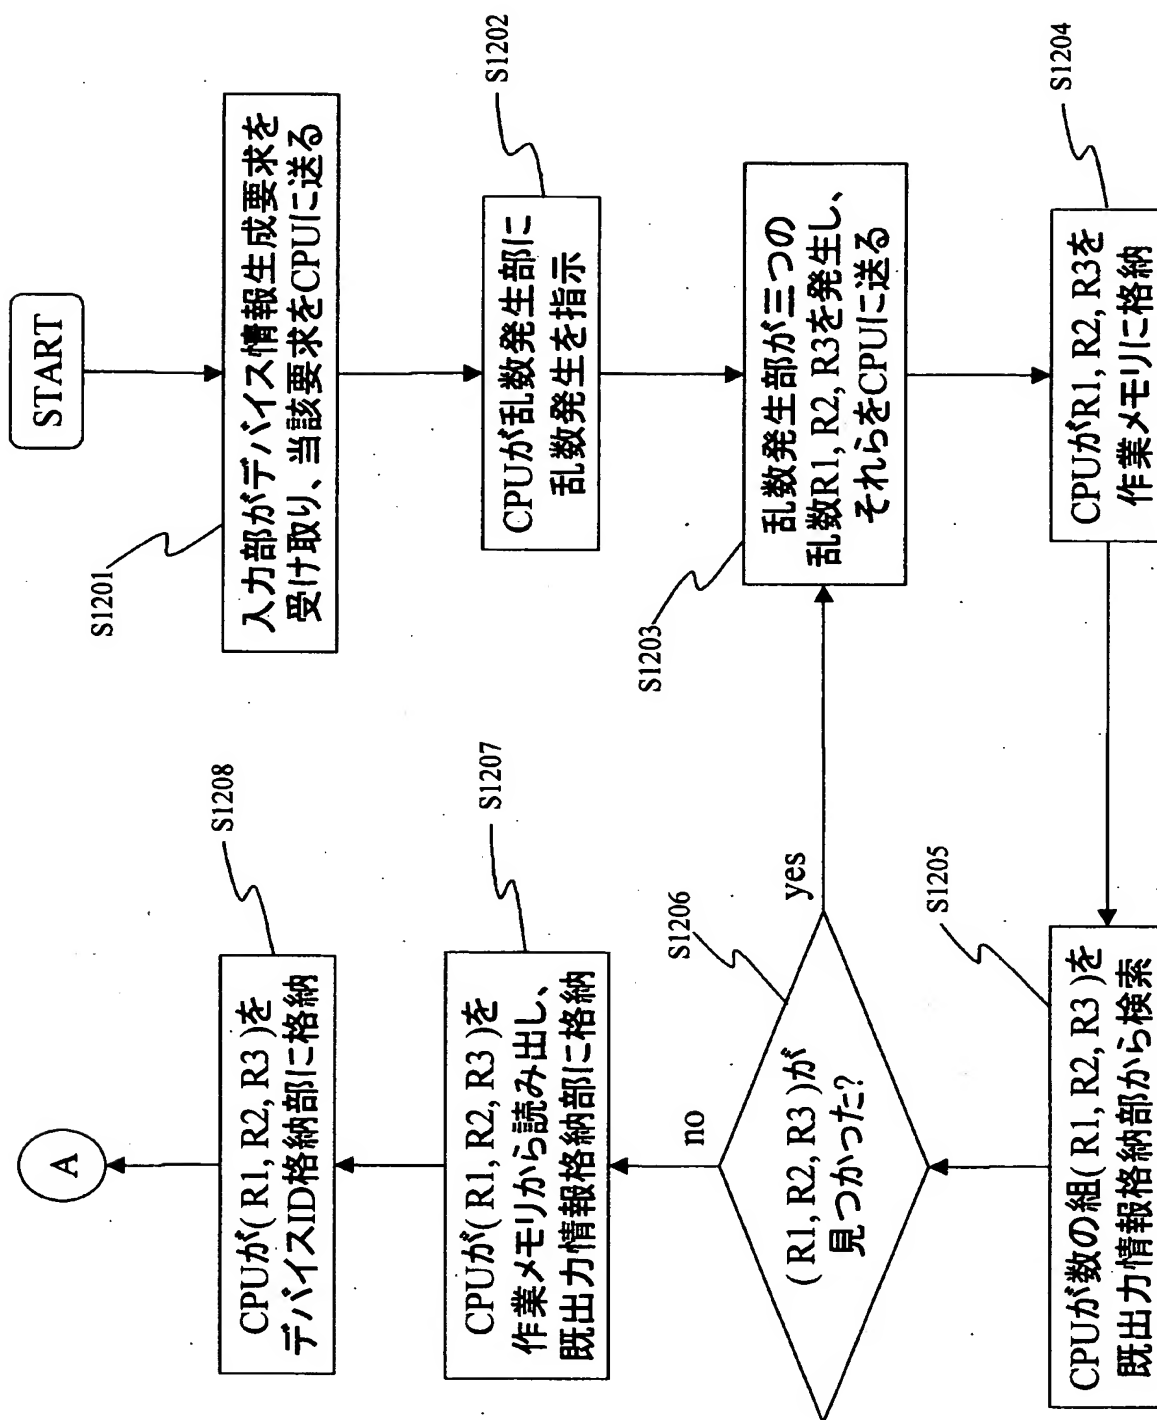 START
S1201
入力部がデバイス情報生成要求を
受け取り、当該要求をCPUに送る
S1202
CPUが乱数発生部に
乱数発生を指示
S1203
乱数発生部が三つの
乱数R1, R2, R3を発生し、
それらをCPUに送る
S1204
CPUがR1, R2, R3を
作業メモリに格納
S1205
CPUが数の組( R1, R2, R3 )を
既出力情報格納部から検索
S1206
( R1, R2, R3 )が
見つかった?
yes
no
S1207
CPUが( R1, R2, R3 )を
作業メモリから読み出し、
既出力情報格納部に格納
S1208
CPUが( R1, R2, R3 )を
デバイスID格納部に格納
A